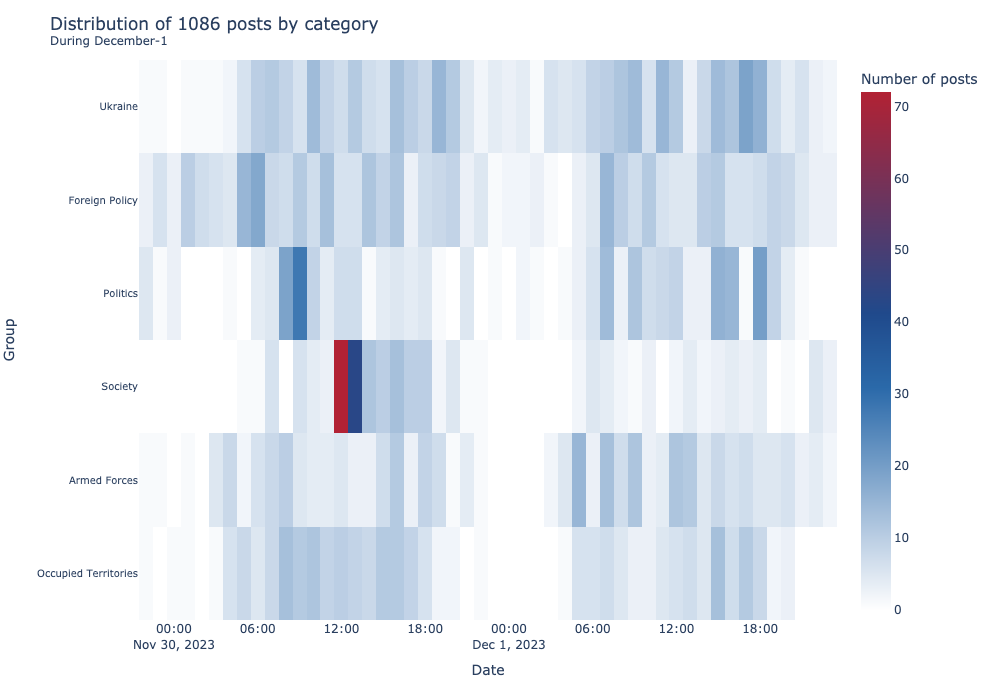 Distribution of 1086 posts by category
During December-1
Number of posts
70
60
50
40
30
20
10
0
Group
Ukraine
Foreign Policy
Politics
Society
Armed Forces
Occupied Territories
00:00 06:00 12:00 18:00 00:00 06:00 12:00 18:00
Nov 30, 2023 Dec 1, 2023
Date